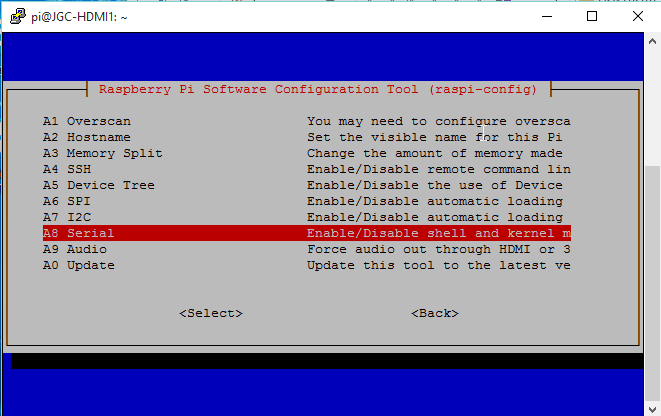 pi@JGC-HDMI1: ~
Raspberry Pi Software Configuration Tool (raspi-config)
A1 Overscan You may need to configure oversca
A2 Hostname Set the visible name for this Pi
A3 Memory Split Change the amount of memory made
A4 SSH Enable/Disable remote command lin
A5 Device Tree Enable/Disable the use of Device
A6 SPI Enable/Disable automatic loading
A7 I2C Enable/Disable automatic loading
A8 Serial Enable/Disable shell and kernel m
A9 Audio Force audio out through HDMI or 3
A0 Update Update this tool to the latest ve
<Select> <Back>